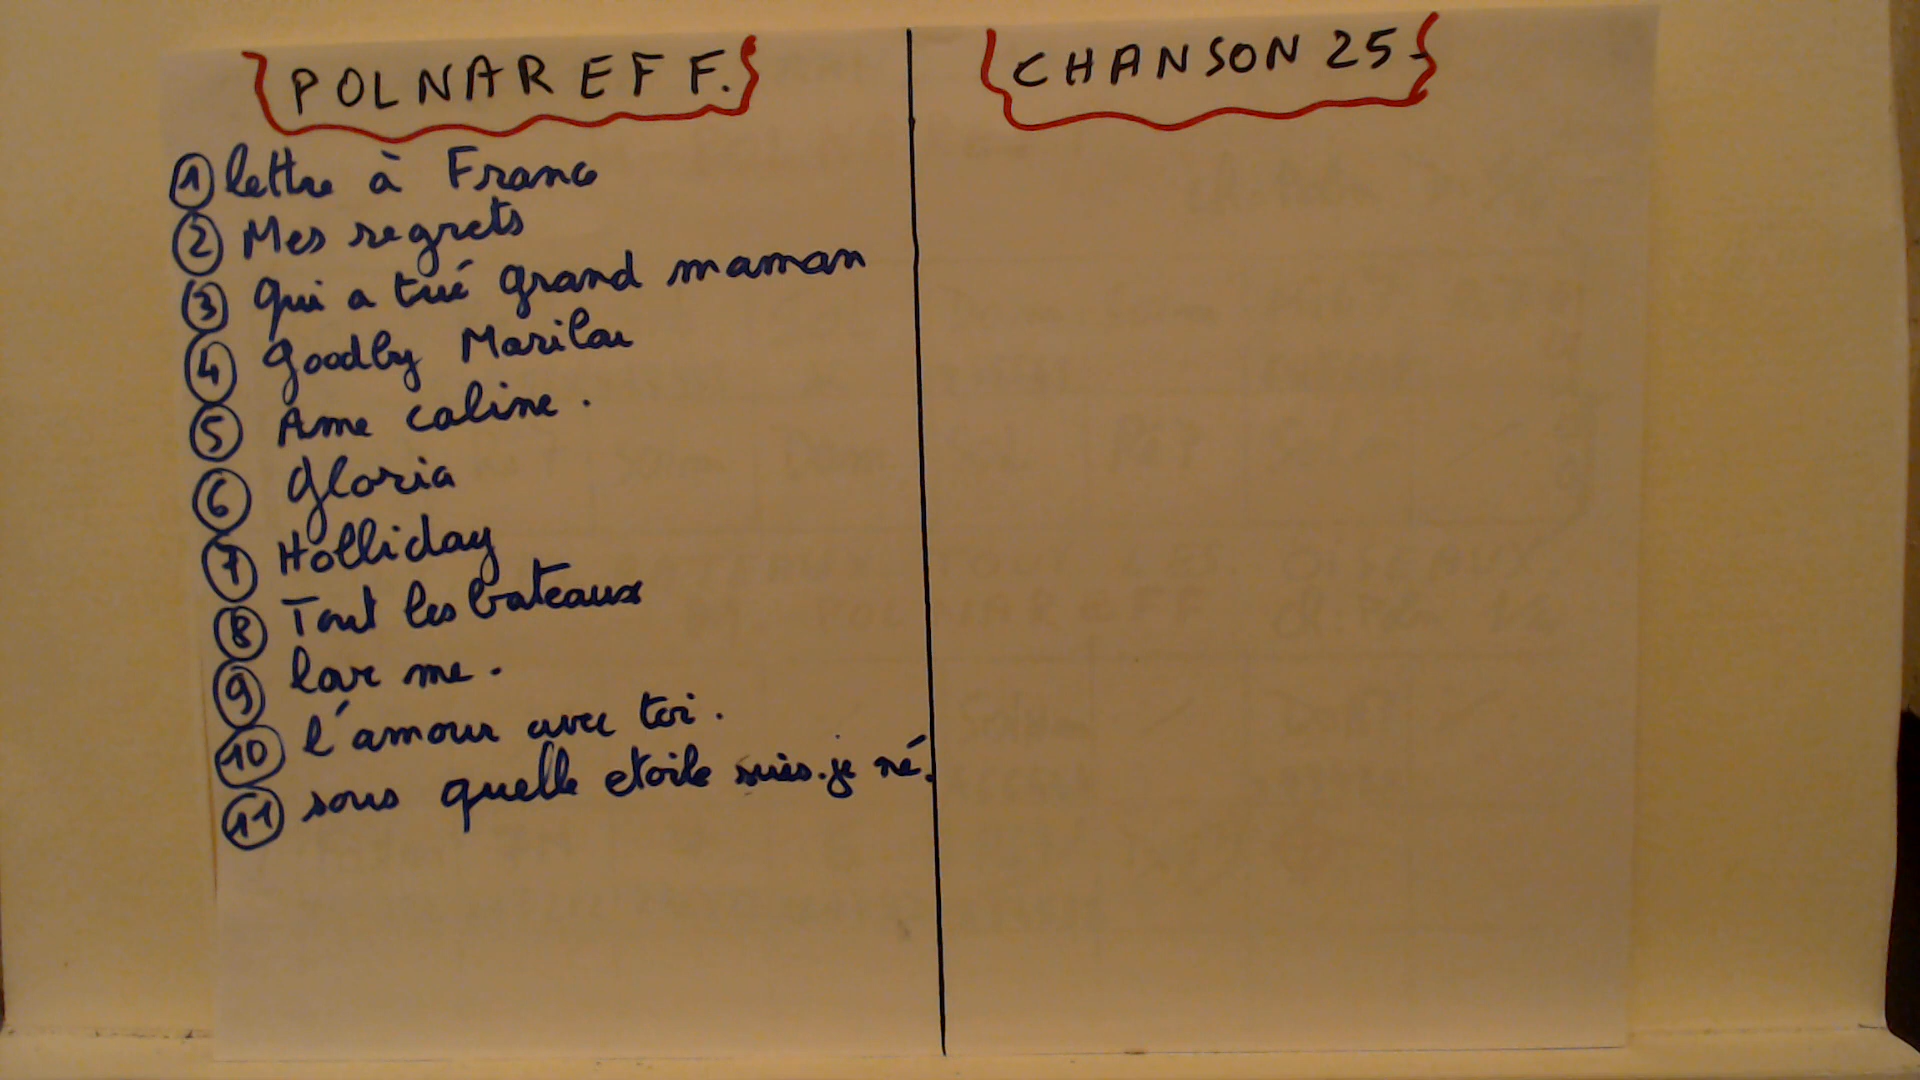 POLNAREFF.
CHANSON 25-
1 lettre à France
2 Mes regrets
3 Qui a tué grand maman
4 Goodby Marilou
5 Ame caline.
6 Gloria
7 Holliday
8 Tout les bateaux
9 love me.
10 l'amour avec toi.
11 sous quelle etoile suis.je né.